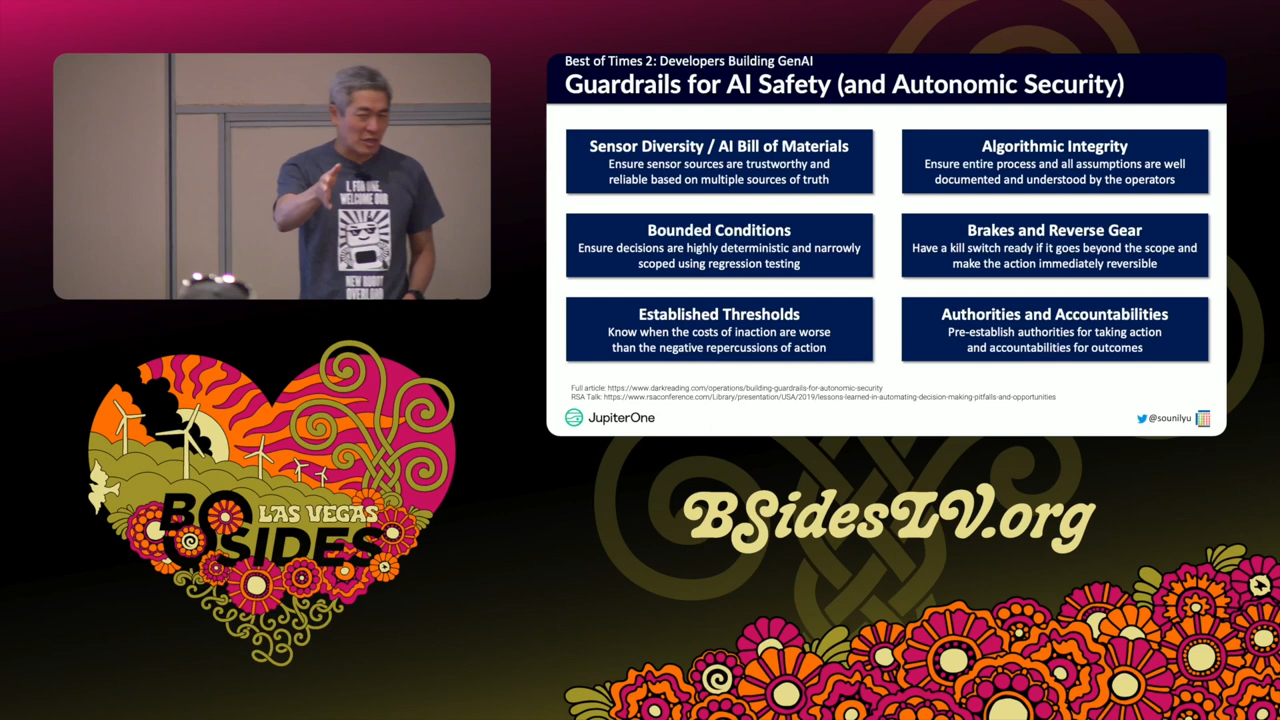 I, FOR ONE,
WELCOME OUR
NEW ROBOT
OVERLORD
Best of Times 2: Developers Building GenAI
Guardrails for AI Safety (and Autonomic Security)
Sensor Diversity / AI Bill of Materials
Ensure sensor sources are trustworthy and
reliable based on multiple sources of truth
Algorithmic Integrity
Ensure entire process and all assumptions are well
documented and understood by the operators
Bounded Conditions
Ensure decisions are highly deterministic and narrowly
scoped using regression testing
Brakes and Reverse Gear
Have a kill switch ready if it goes beyond the scope and
make the action immediately reversible
Established Thresholds
Know when the costs of inaction are worse
than the negative repercussions of action
Authorities and Accountabilities
Pre-establish authorities for taking action
and accountabilities for outcomes
Full article: https://www.darkreading.com/operations/building-guardrails-for-autonomic-security
RSA Talk: https://www.rsaconference.com/Library/presentation/USA/2019/lessons-learned-in-automating-decision-making-pitfalls-and-opportunities
JupiterOne
@sounilyu
LAS VEGAS
BSIDES
23
BSidesLV.org